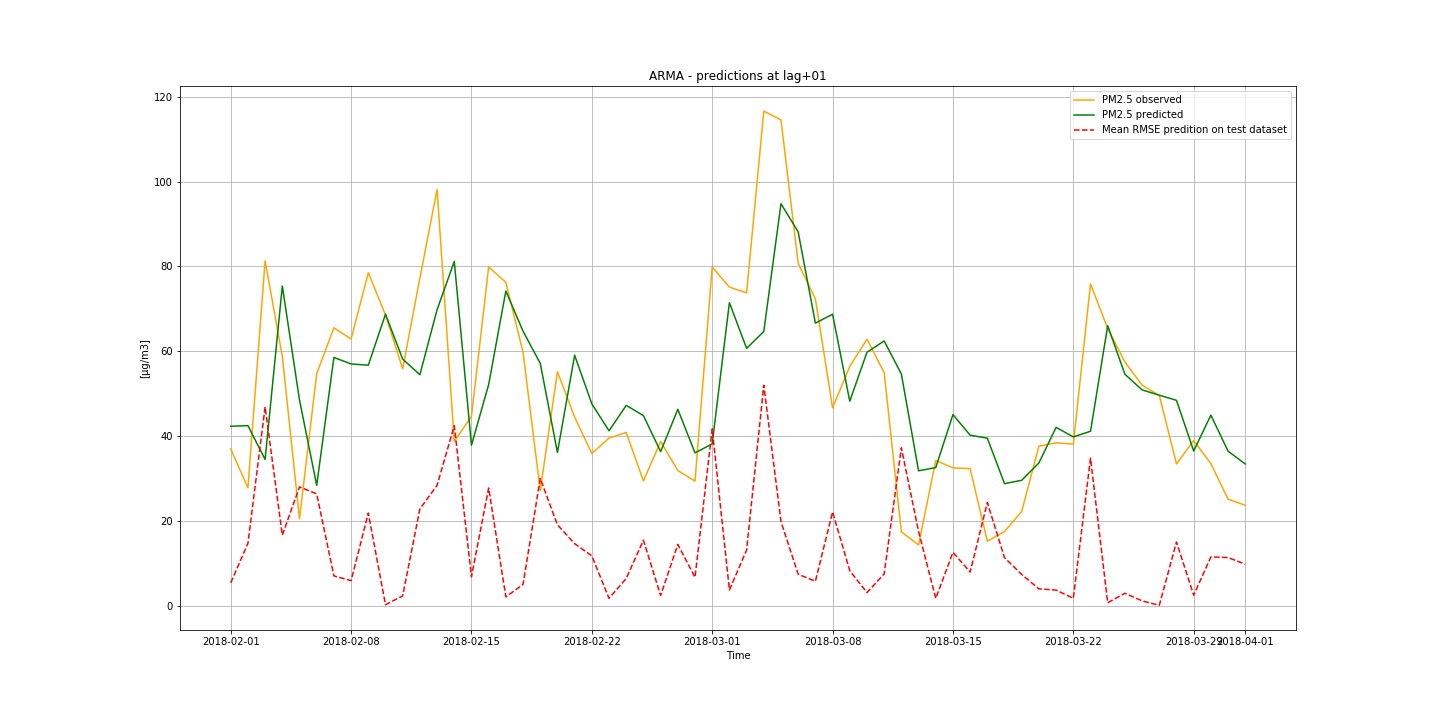 ARMA - predictions at lag+01
PM2.5 observed
PM2.5 predicted
Mean RMSE predition on test dataset
120
100
80
60
40
20
0
[µg/m3]
2018-02-01 2018-02-08 2018-02-15 2018-02-22 2018-03-01 2018-03-08 2018-03-15 2018-03-22 2018-03-29 2018-04-01
Time